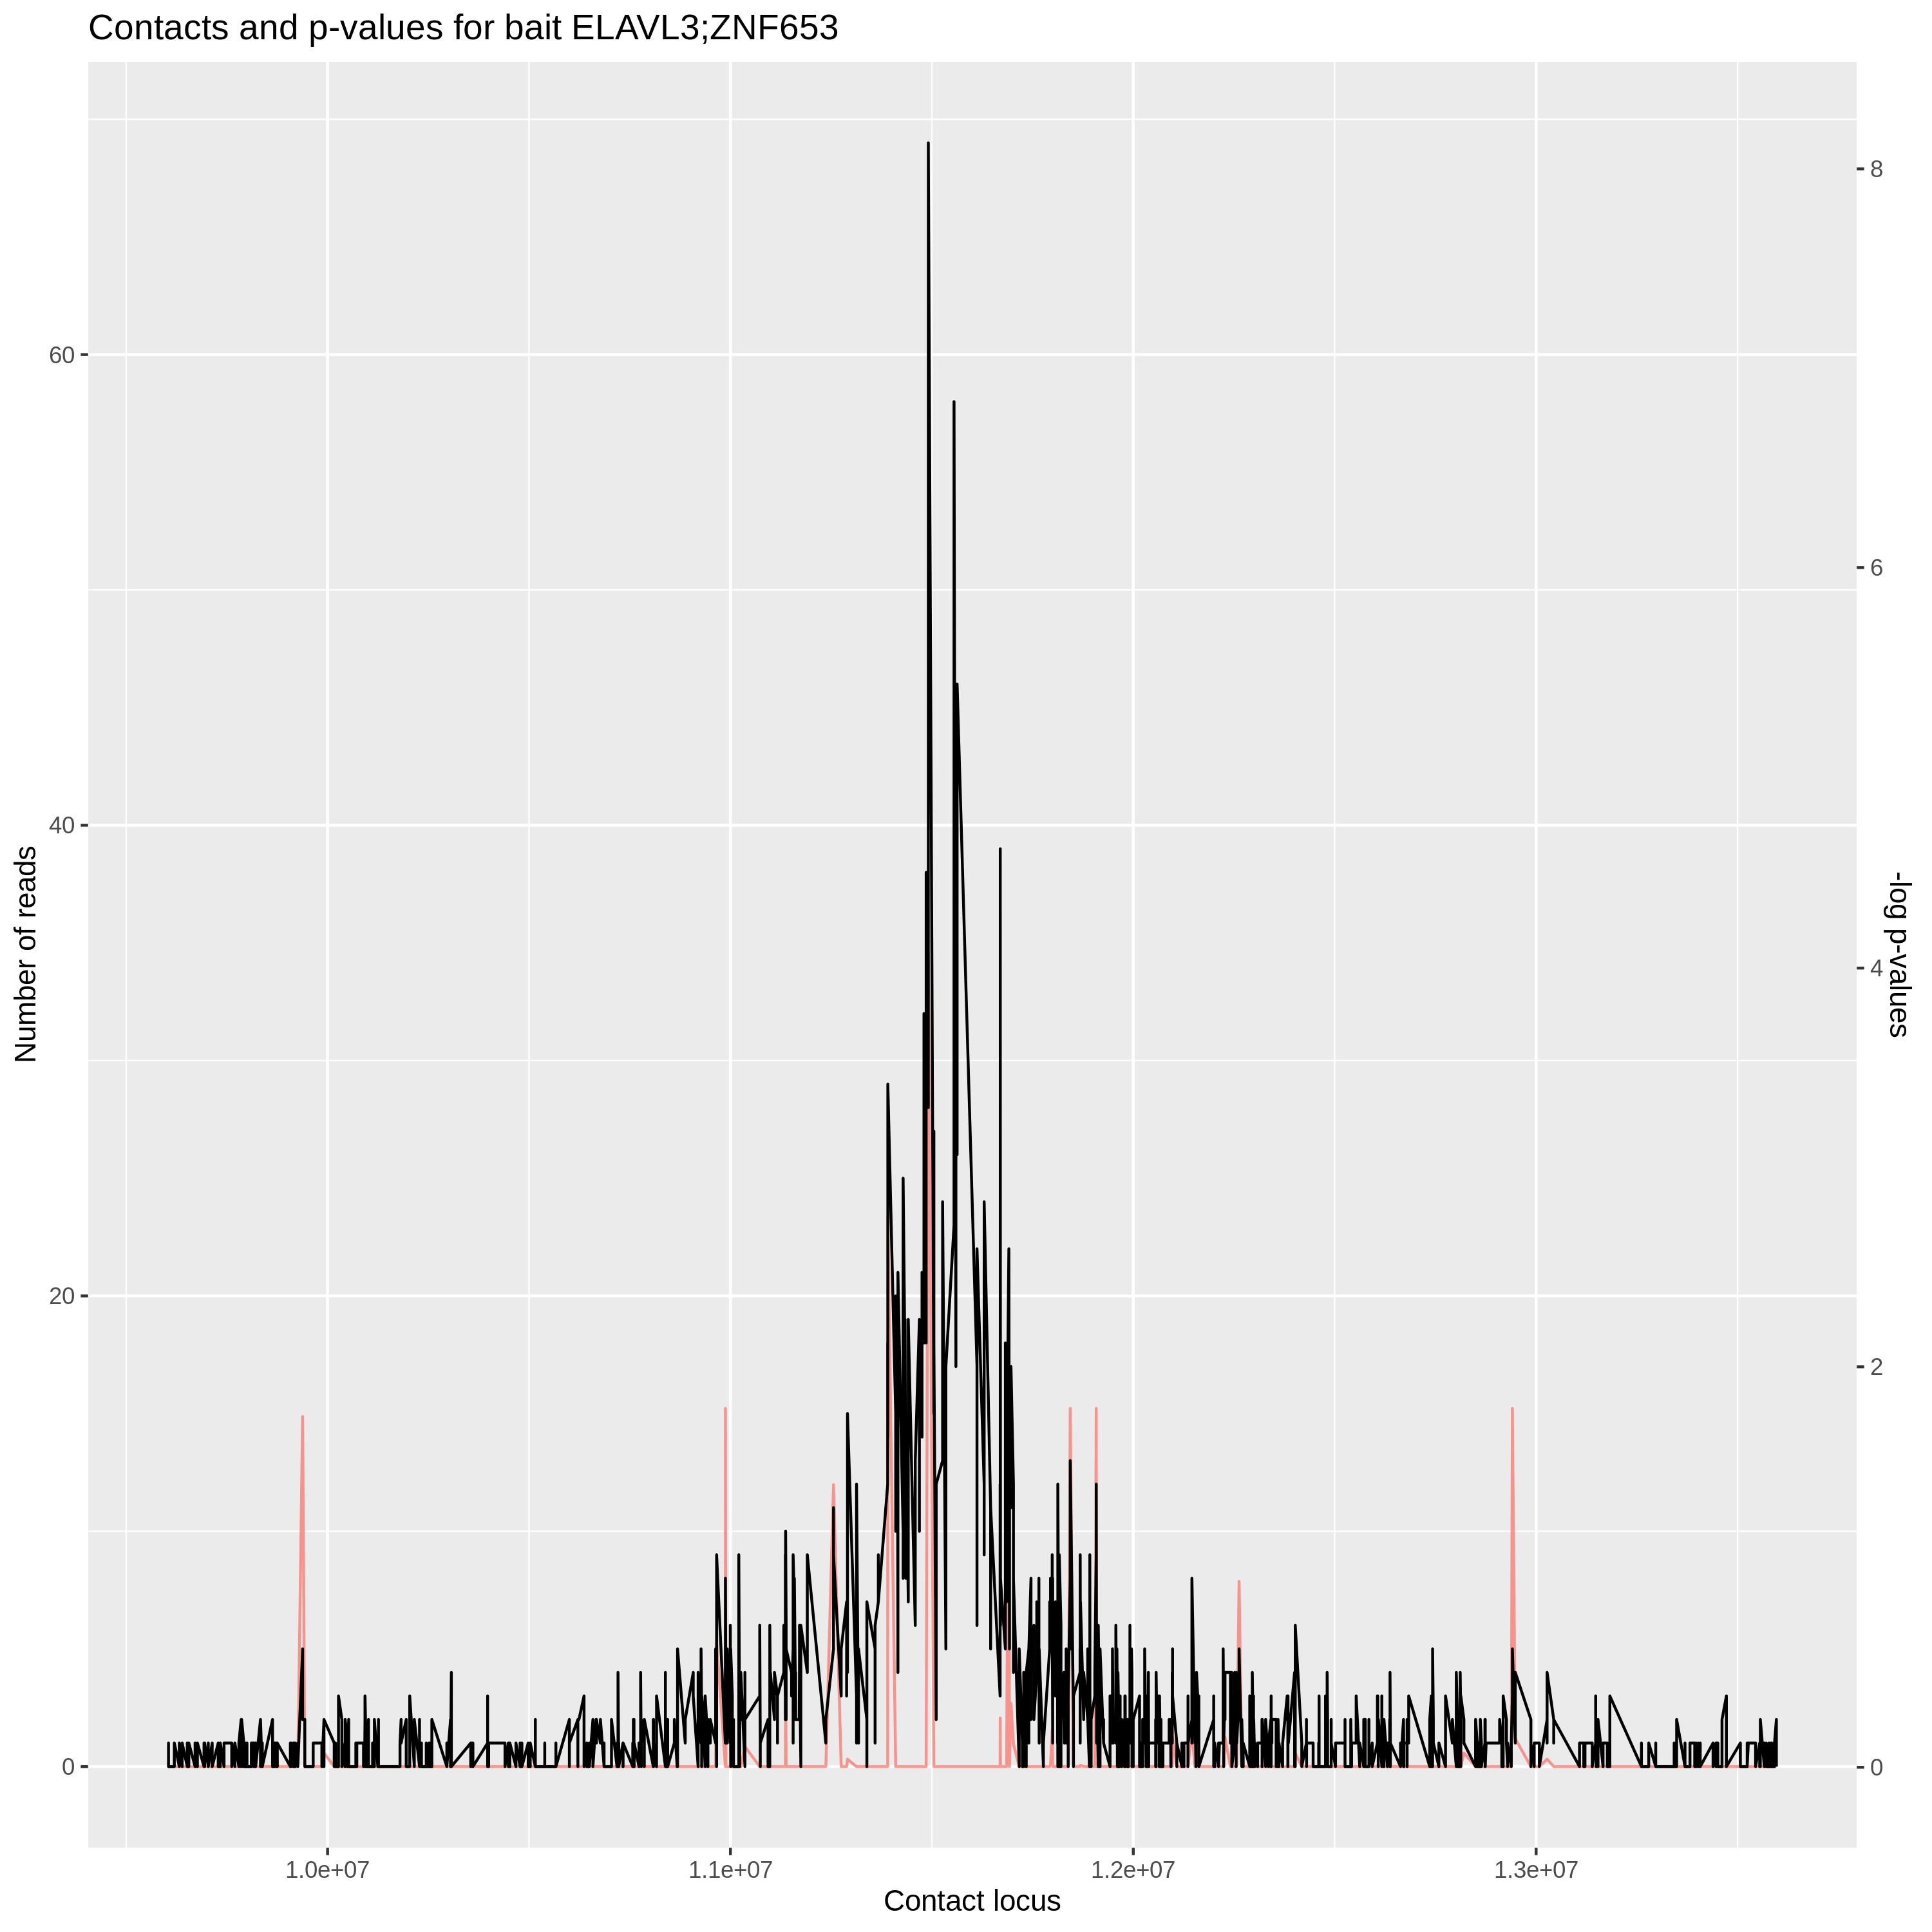 Contacts and p-values for bait ELAVL3;ZNF653
8
60
6
40
Number of reads
-log p-values
4
20
2
0
0
1.0e+07
1.1e+07
1.2e+07
1.3e+07
Contact locus